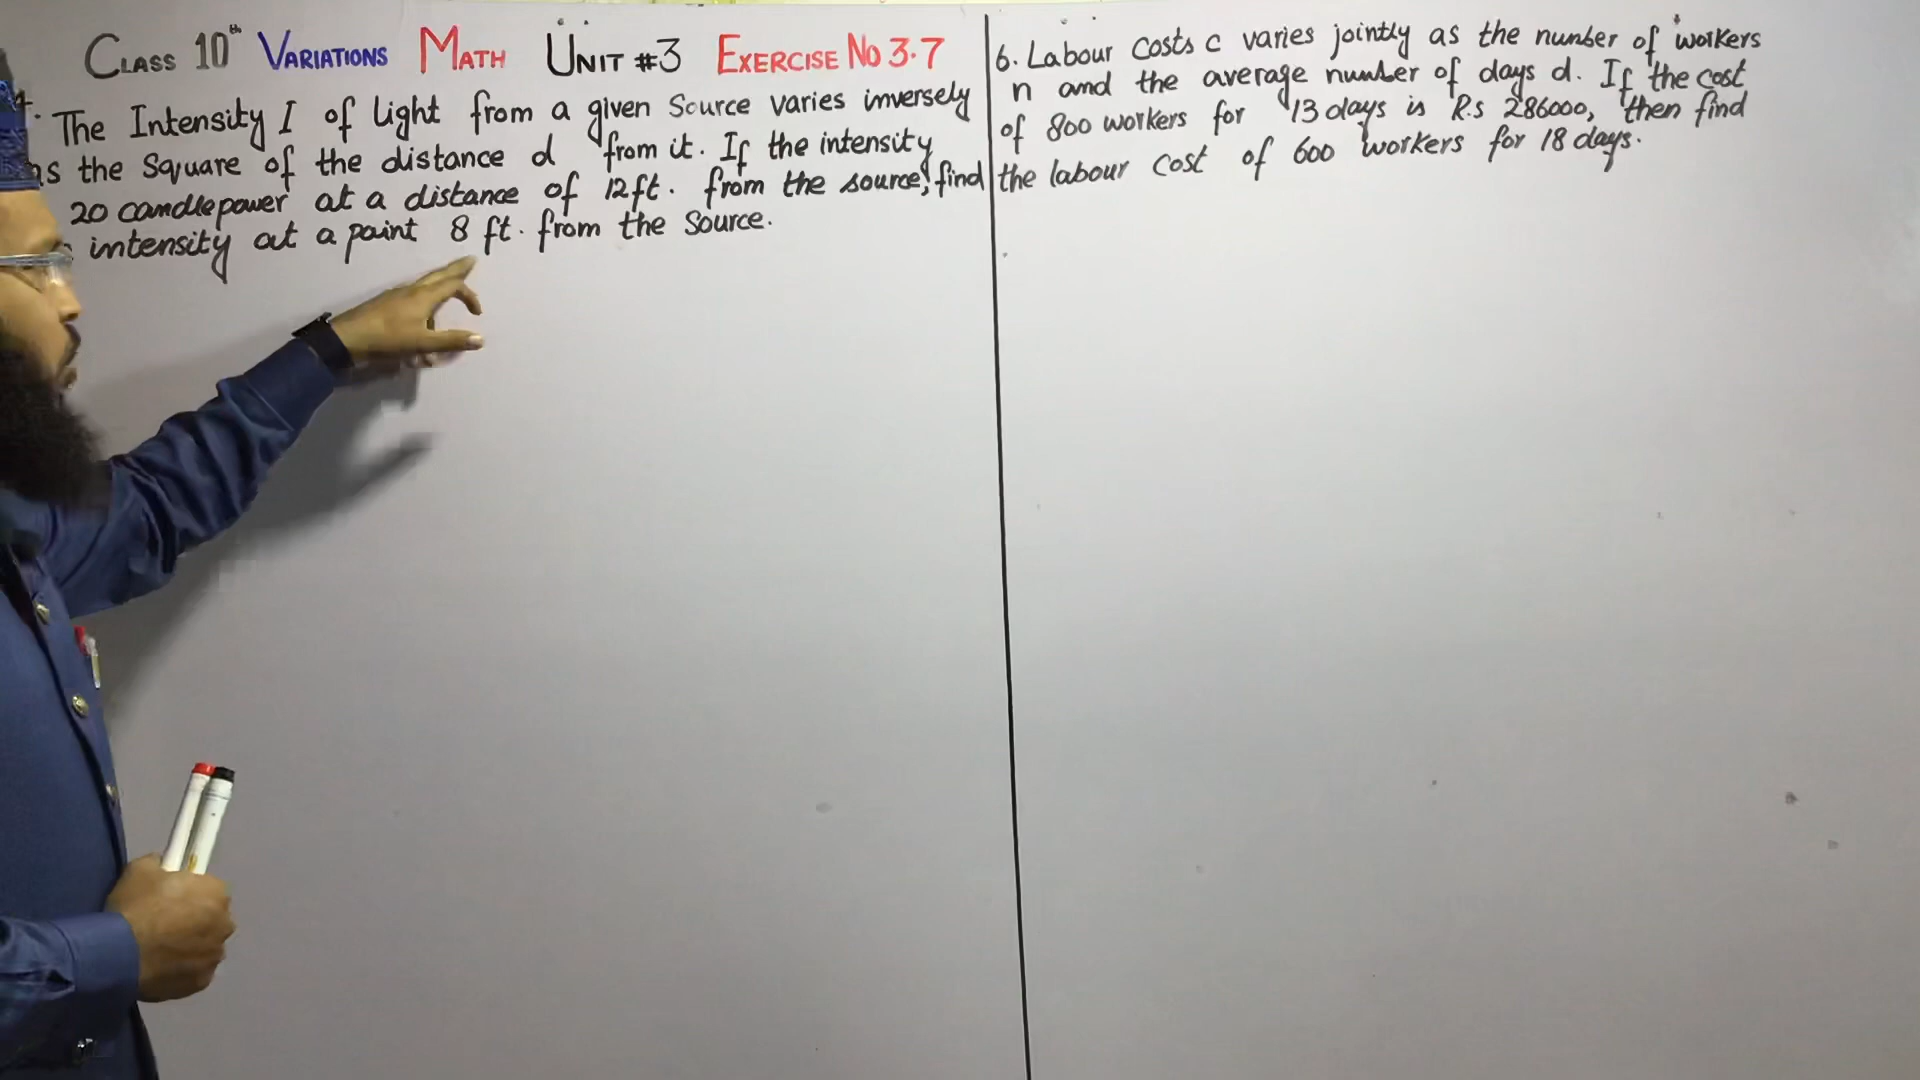 CLASS 10th VARIATIONS MATH UNIT #3 EXERCISE NO 3.7
4. The Intensity I of light from a given Source varies inversely
as the Square of the distance d from it. If the intensity
20 candlepower at a distance of 12ft. from the source, find
intensity at a point 8 ft. from the Source.
6. Labour Costs c varies jointly as the number of workers
n and the average number of days d. If the cost
of 800 workers for 13 days is R.s 286000, then find
the labour cost of 600 workers for 18 days.